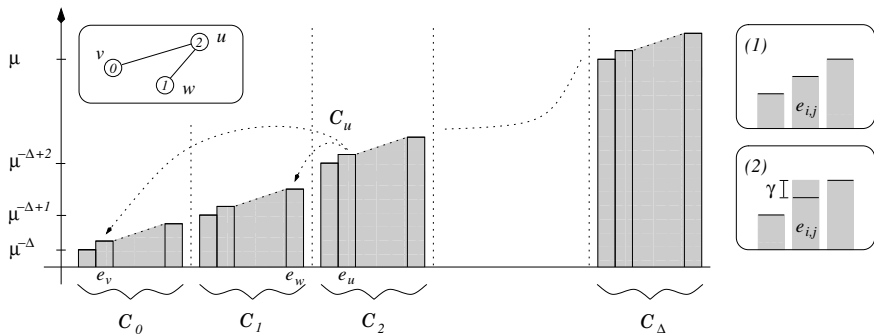 μ
μ^{-Δ+2}
μ^{-Δ+1}
μ^{-Δ}
v
0
2
u
1
w
C_u
e_v
e_w
e_u
C_0
C_1
C_2
C_Δ
(1)
e_{i,j}
(2)
γ
e_{i,j}